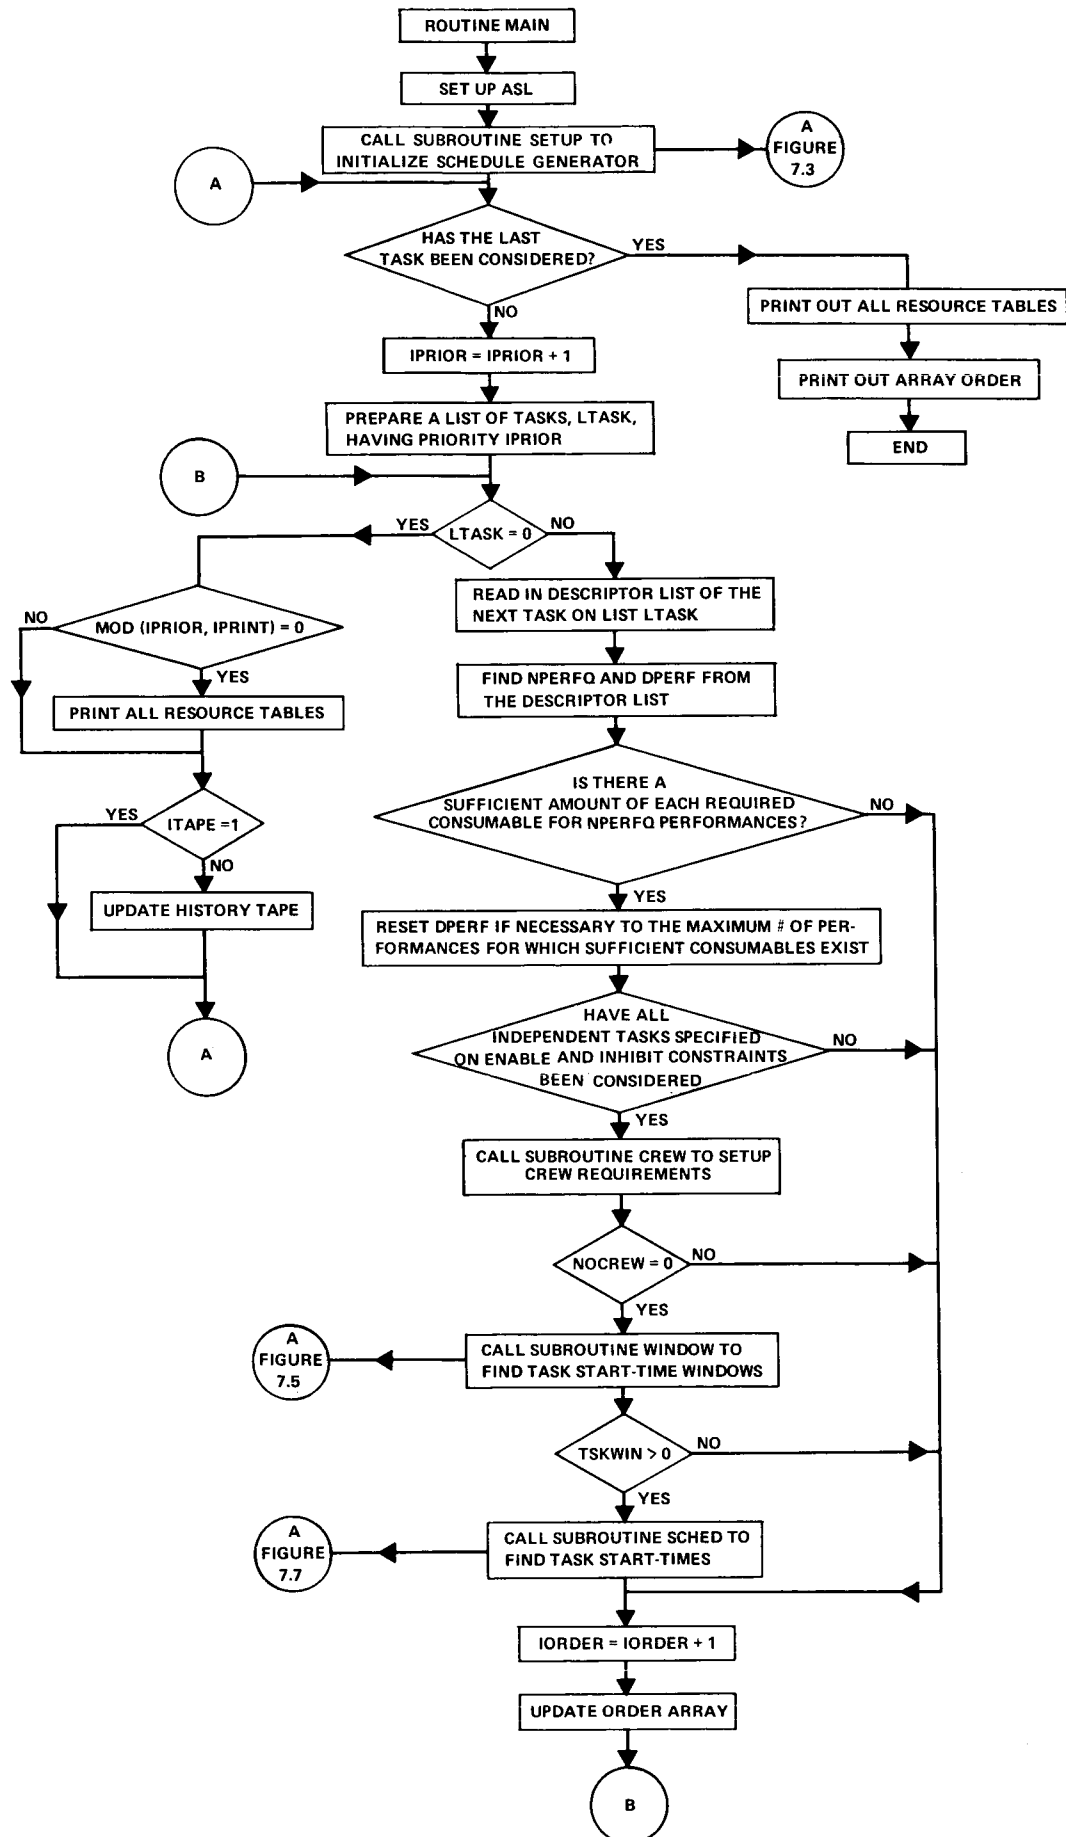 ROUTINE MAIN
SET UP ASL
CALL SUBROUTINE SETUP TO
INITIALIZE SCHEDULE GENERATOR
A
FIGURE
7.3
A
HAS THE LAST
TASK BEEN CONSIDERED?
YES
NO
PRINT OUT ALL RESOURCE TABLES
IPRIOR = IPRIOR + 1
PRINT OUT ARRAY ORDER
PREPARE A LIST OF TASKS, LTASK,
HAVING PRIORITY IPRIOR
END
B
YES
LTASK = 0
NO
READ IN DESCRIPTOR LIST OF THE
NEXT TASK ON LIST LTASK
NO
MOD (IPRIOR, IPRINT) = 0
YES
FIND NPERFQ AND DPERF FROM
THE DESCRIPTOR LIST
PRINT ALL RESOURCE TABLES
IS THERE A
SUFFICIENT AMOUNT OF EACH REQUIRED
CONSUMABLE FOR NPERFQ PERFORMANCES?
NO
YES
YES
ITAPE =1
NO
UPDATE HISTORY TAPE
RESET DPERF IF NECESSARY TO THE MAXIMUM # OF PER-
FORMANCES FOR WHICH SUFFICIENT CONSUMABLES EXIST
A
HAVE ALL
INDEPENDENT TASKS SPECIFIED
ON ENABLE AND INHIBIT CONSTRAINTS
BEEN CONSIDERED
NO
YES
CALL SUBROUTINE CREW TO SETUP
CREW REQUIREMENTS
NOCREW = 0
NO
YES
A
FIGURE
7.5
CALL SUBROUTINE WINDOW TO
FIND TASK START-TIME WINDOWS
TSKWIN > 0
NO
YES
A
FIGURE
7.7
CALL SUBROUTINE SCHED TO
FIND TASK START-TIMES
IORDER = IORDER + 1
UPDATE ORDER ARRAY
B